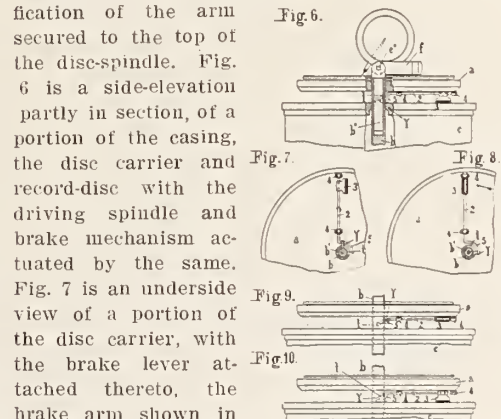 fication of the arm
secured to the top of
the disc-spindle. Fig.
6 is a side-elevation
partly in section, of a
portion of the casing,
the disc carrier and
record-disc with the
driving spindle and
brake mechanism ac-
tuated by the same.
Fig. 7 is an underside
view of a portion of
the disc carrier, with
the brake lever at-
tached thereto, the
brake arm shown in
Fig. 6.
Fig. 7.
Fig. 8.
Fig. 9.
Fig. 10.